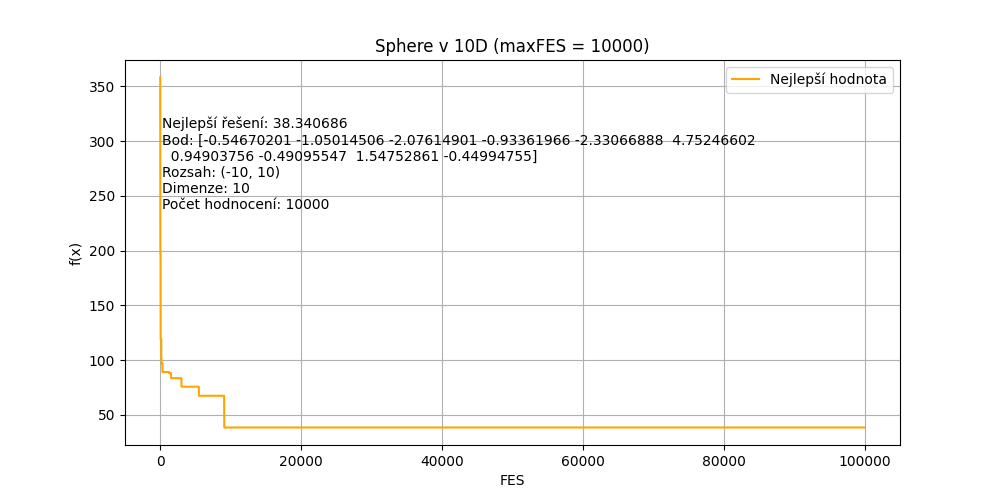 Sphere v 10D (maxFES = 10000)
Nejlepší hodnota
350
300
250
200
150
100
50
f(x)
Nejlepší řešení: 38.340686
Bod: [-0.54670201 -1.05014506 -2.07614901 -0.93361966 -2.33066888  4.75246602
0.94903756 -0.49095547  1.54752861 -0.44994755]
Rozsah: (-10, 10)
Dimenze: 10
Počet hodnocení: 10000
0 20000 40000 60000 80000 100000
FES